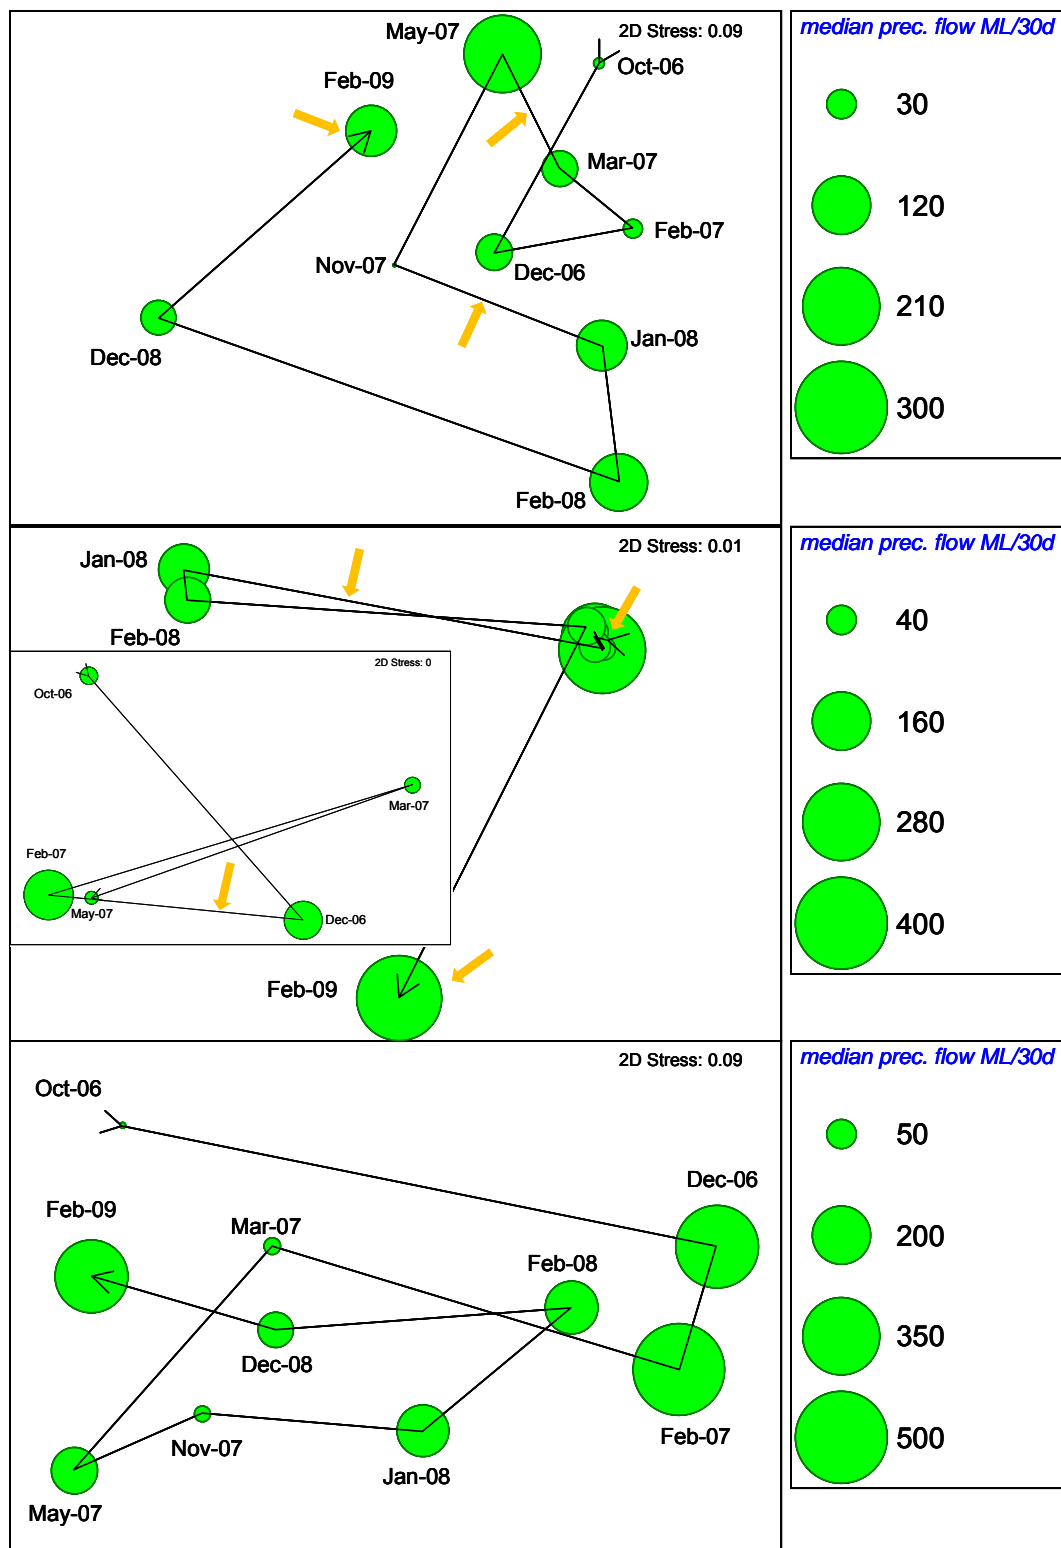 May-07
2D Stress: 0.09
Oct-06
Feb-09
Mar-07
Feb-07
Nov-07
Dec-06
Jan-08
Dec-08
Feb-08
median prec. flow ML/30d
30
120
210
300
2D Stress: 0.01
Jan-08
Feb-08
2D Stress: 0
Oct-06
Mar-07
Feb-07
May-07
Dec-06
Feb-09
median prec. flow ML/30d
40
160
280
400
2D Stress: 0.09
Oct-06
Dec-06
Feb-09
Mar-07
Feb-08
Dec-08
Feb-07
Nov-07
Jan-08
May-07
median prec. flow ML/30d
50
200
350
500